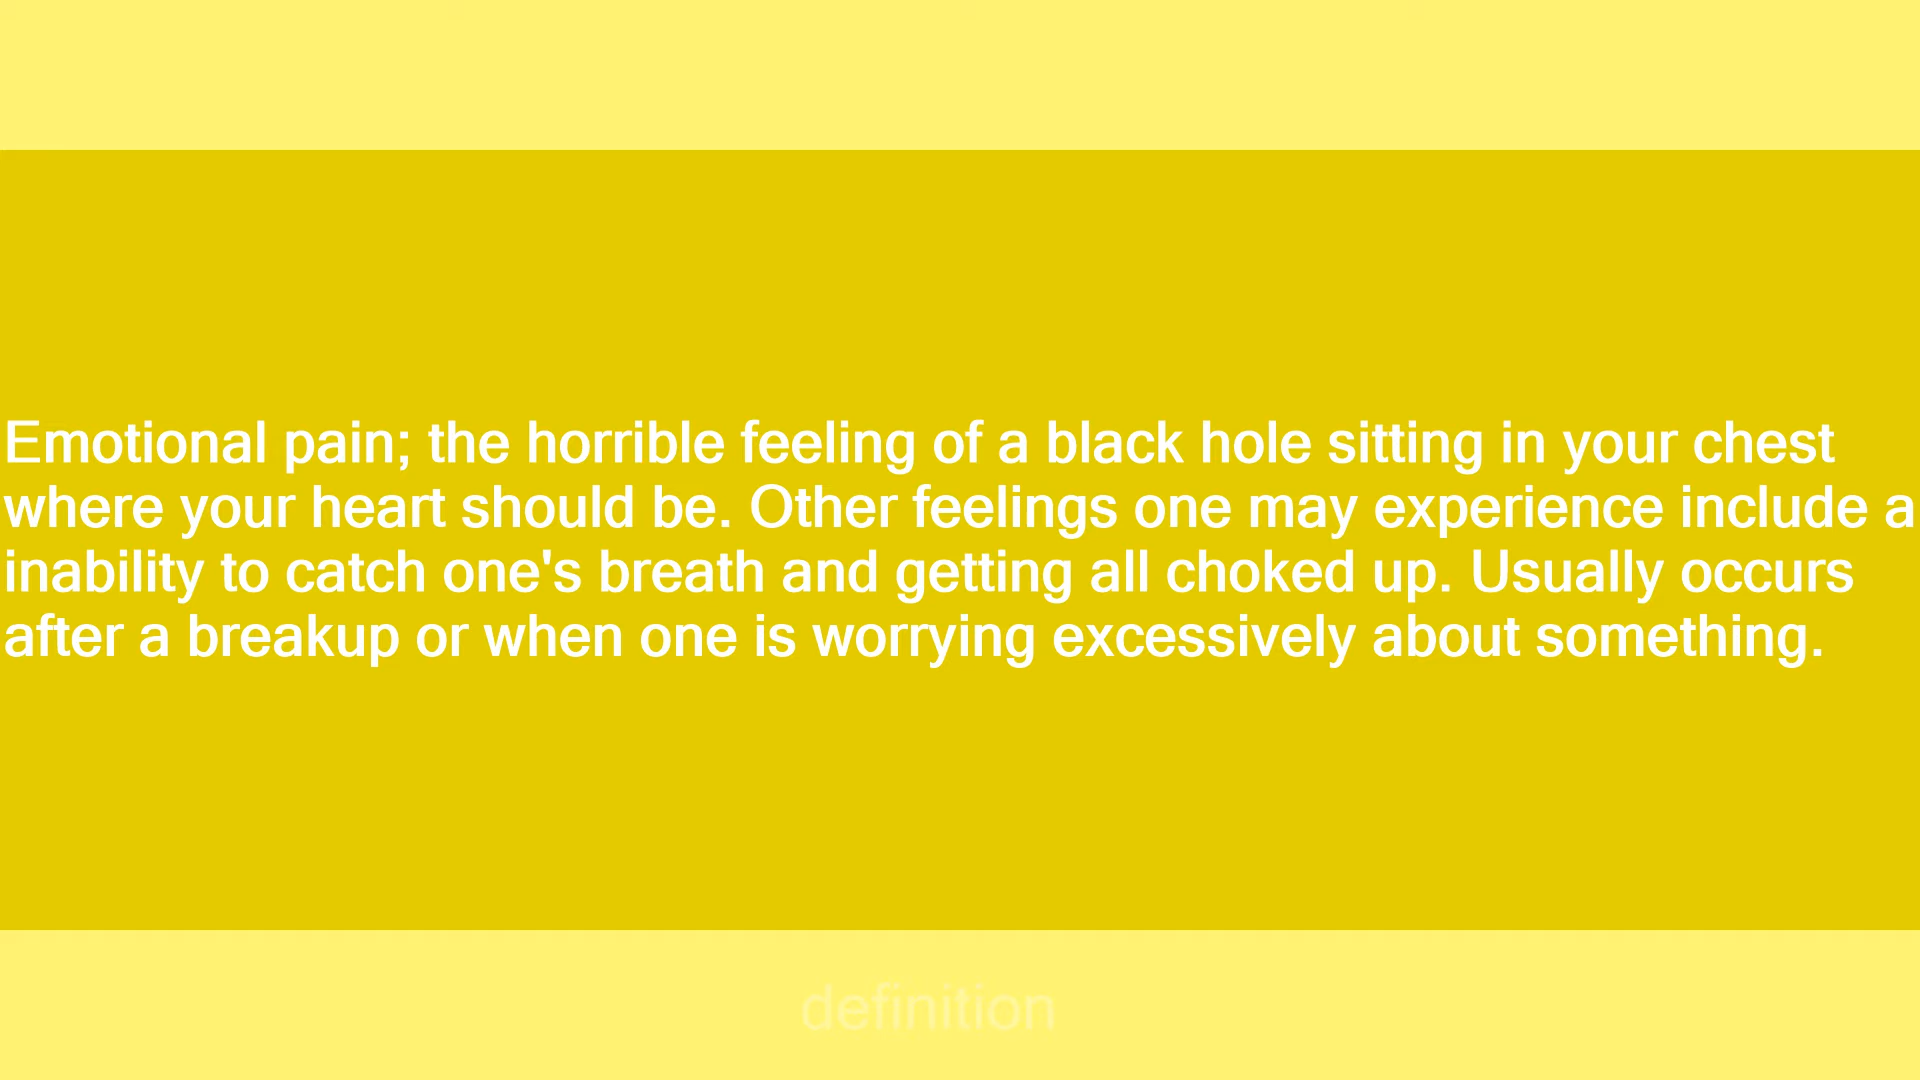 Emotional pain; the horrible feeling of a black hole sitting in your chest
where your heart should be. Other feelings one may experience include a
inability to catch one's breath and getting all choked up. Usually occurs
after a breakup or when one is worrying excessively about something.
definition